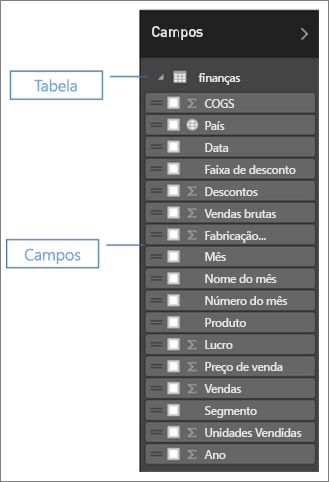 Campos
Tabela
finanças
COGS
País
Data
Faixa de desconto
Descontos
Vendas brutas
Fabricação...
Campos
Mês
Nome do mês
Número do mês
Produto
Lucro
Preço de venda
Vendas
Segmento
Unidades Vendidas
Ano